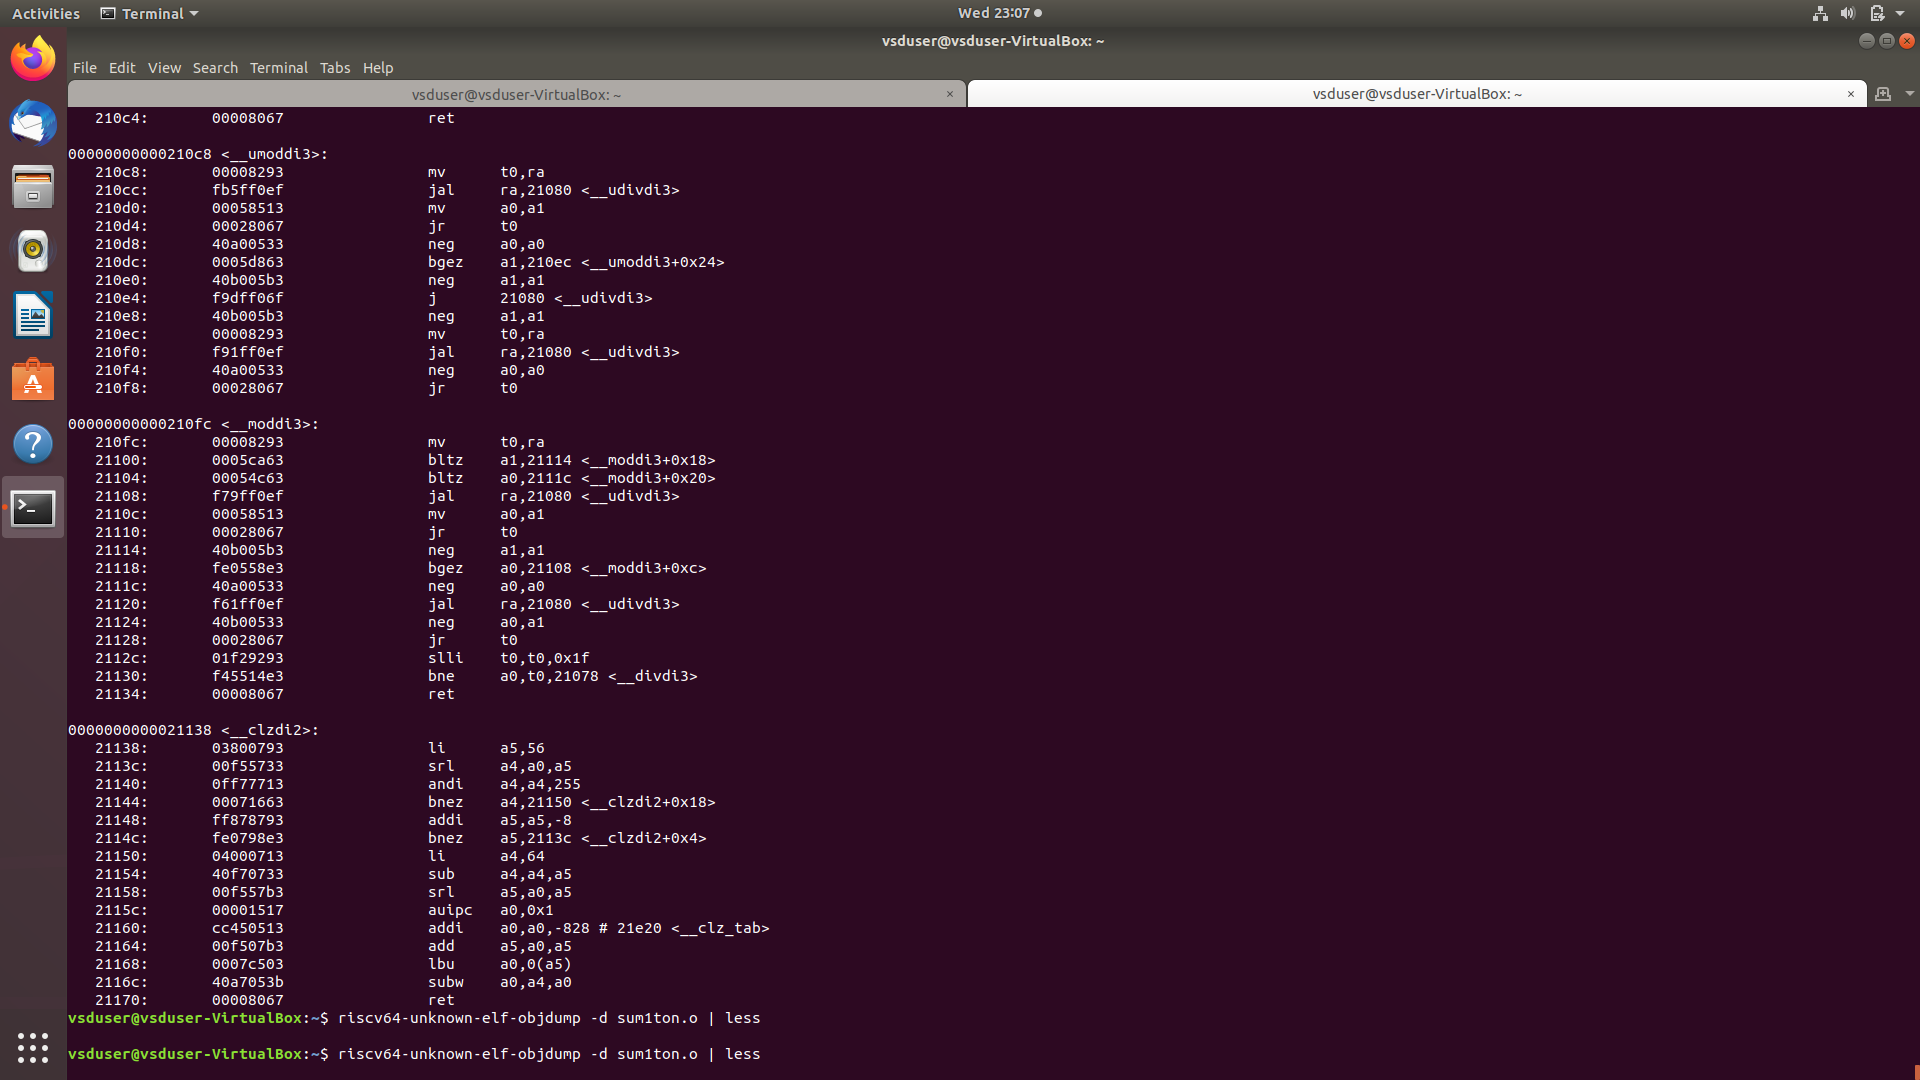 Activities Terminal Wed 23:07
vsduser@vsduser-VirtualBox: ~
File Edit View Search Terminal Tabs Help
vsduser@vsduser-VirtualBox: ~ × vsduser@vsduser-VirtualBox: ~ ×
210c4: 00008067 ret
00000000000210c8 <__umoddi3>:
210c8: 00008293 mv t0,ra
210cc: fb5ff0ef jal ra,21080 <__udivdi3>
210d0: 00058513 mv a0,a1
210d4: 00028067 jr t0
210d8: 40a00533 neg a0,a0
210dc: 0005d863 bgez a1,210ec <__umoddi3+0x24>
210e0: 40b005b3 neg a1,a1
210e4: f9dff06f j 21080 <__udivdi3>
210e8: 40b005b3 neg a1,a1
210ec: 00008293 mv t0,ra
210f0: f91ff0ef jal ra,21080 <__udivdi3>
210f4: 40a00533 neg a0,a0
210f8: 00028067 jr t0
00000000000210fc <__moddi3>:
210fc: 00008293 mv t0,ra
21100: 0005ca63 bltz a1,21114 <__moddi3+0x18>
21104: 00054c63 bltz a0,2111c <__moddi3+0x20>
21108: f79ff0ef jal ra,21080 <__udivdi3>
2110c: 00058513 mv a0,a1
21110: 00028067 jr t0
21114: 40b005b3 neg a1,a1
21118: fe0558e3 bgez a0,21108 <__moddi3+0xc>
2111c: 40a00533 neg a0,a0
21120: f61ff0ef jal ra,21080 <__udivdi3>
21124: 40b00533 neg a0,a1
21128: 00028067 jr t0
2112c: 01f29293 slli t0,t0,0x1f
21130: f45514e3 bne a0,t0,21078 <__divdi3>
21134: 00008067 ret
0000000000021138 <__clzdi2>:
21138: 03800793 li a5,56
2113c: 00f55733 srl a4,a0,a5
21140: 0ff77713 andi a4,a4,255
21144: 00071663 bnez a4,21150 <__clzdi2+0x18>
21148: ff878793 addi a5,a5,-8
2114c: fe0798e3 bnez a5,2113c <__clzdi2+0x4>
21150: 04000713 li a4,64
21154: 40f70733 sub a4,a4,a5
21158: 00f557b3 srl a5,a0,a5
2115c: 00001517 auipc a0,0x1
21160: cc450513 addi a0,a0,-828 # 21e20 <__clz_tab>
21164: 00f507b3 add a5,a0,a5
21168: 0007c503 lbu a0,0(a5)
2116c: 40a7053b subw a0,a4,a0
21170: 00008067 ret
vsduser@vsduser-VirtualBox:~$ riscv64-unknown-elf-objdump -d sum1ton.o | less
vsduser@vsduser-VirtualBox:~$ riscv64-unknown-elf-objdump -d sum1ton.o | less